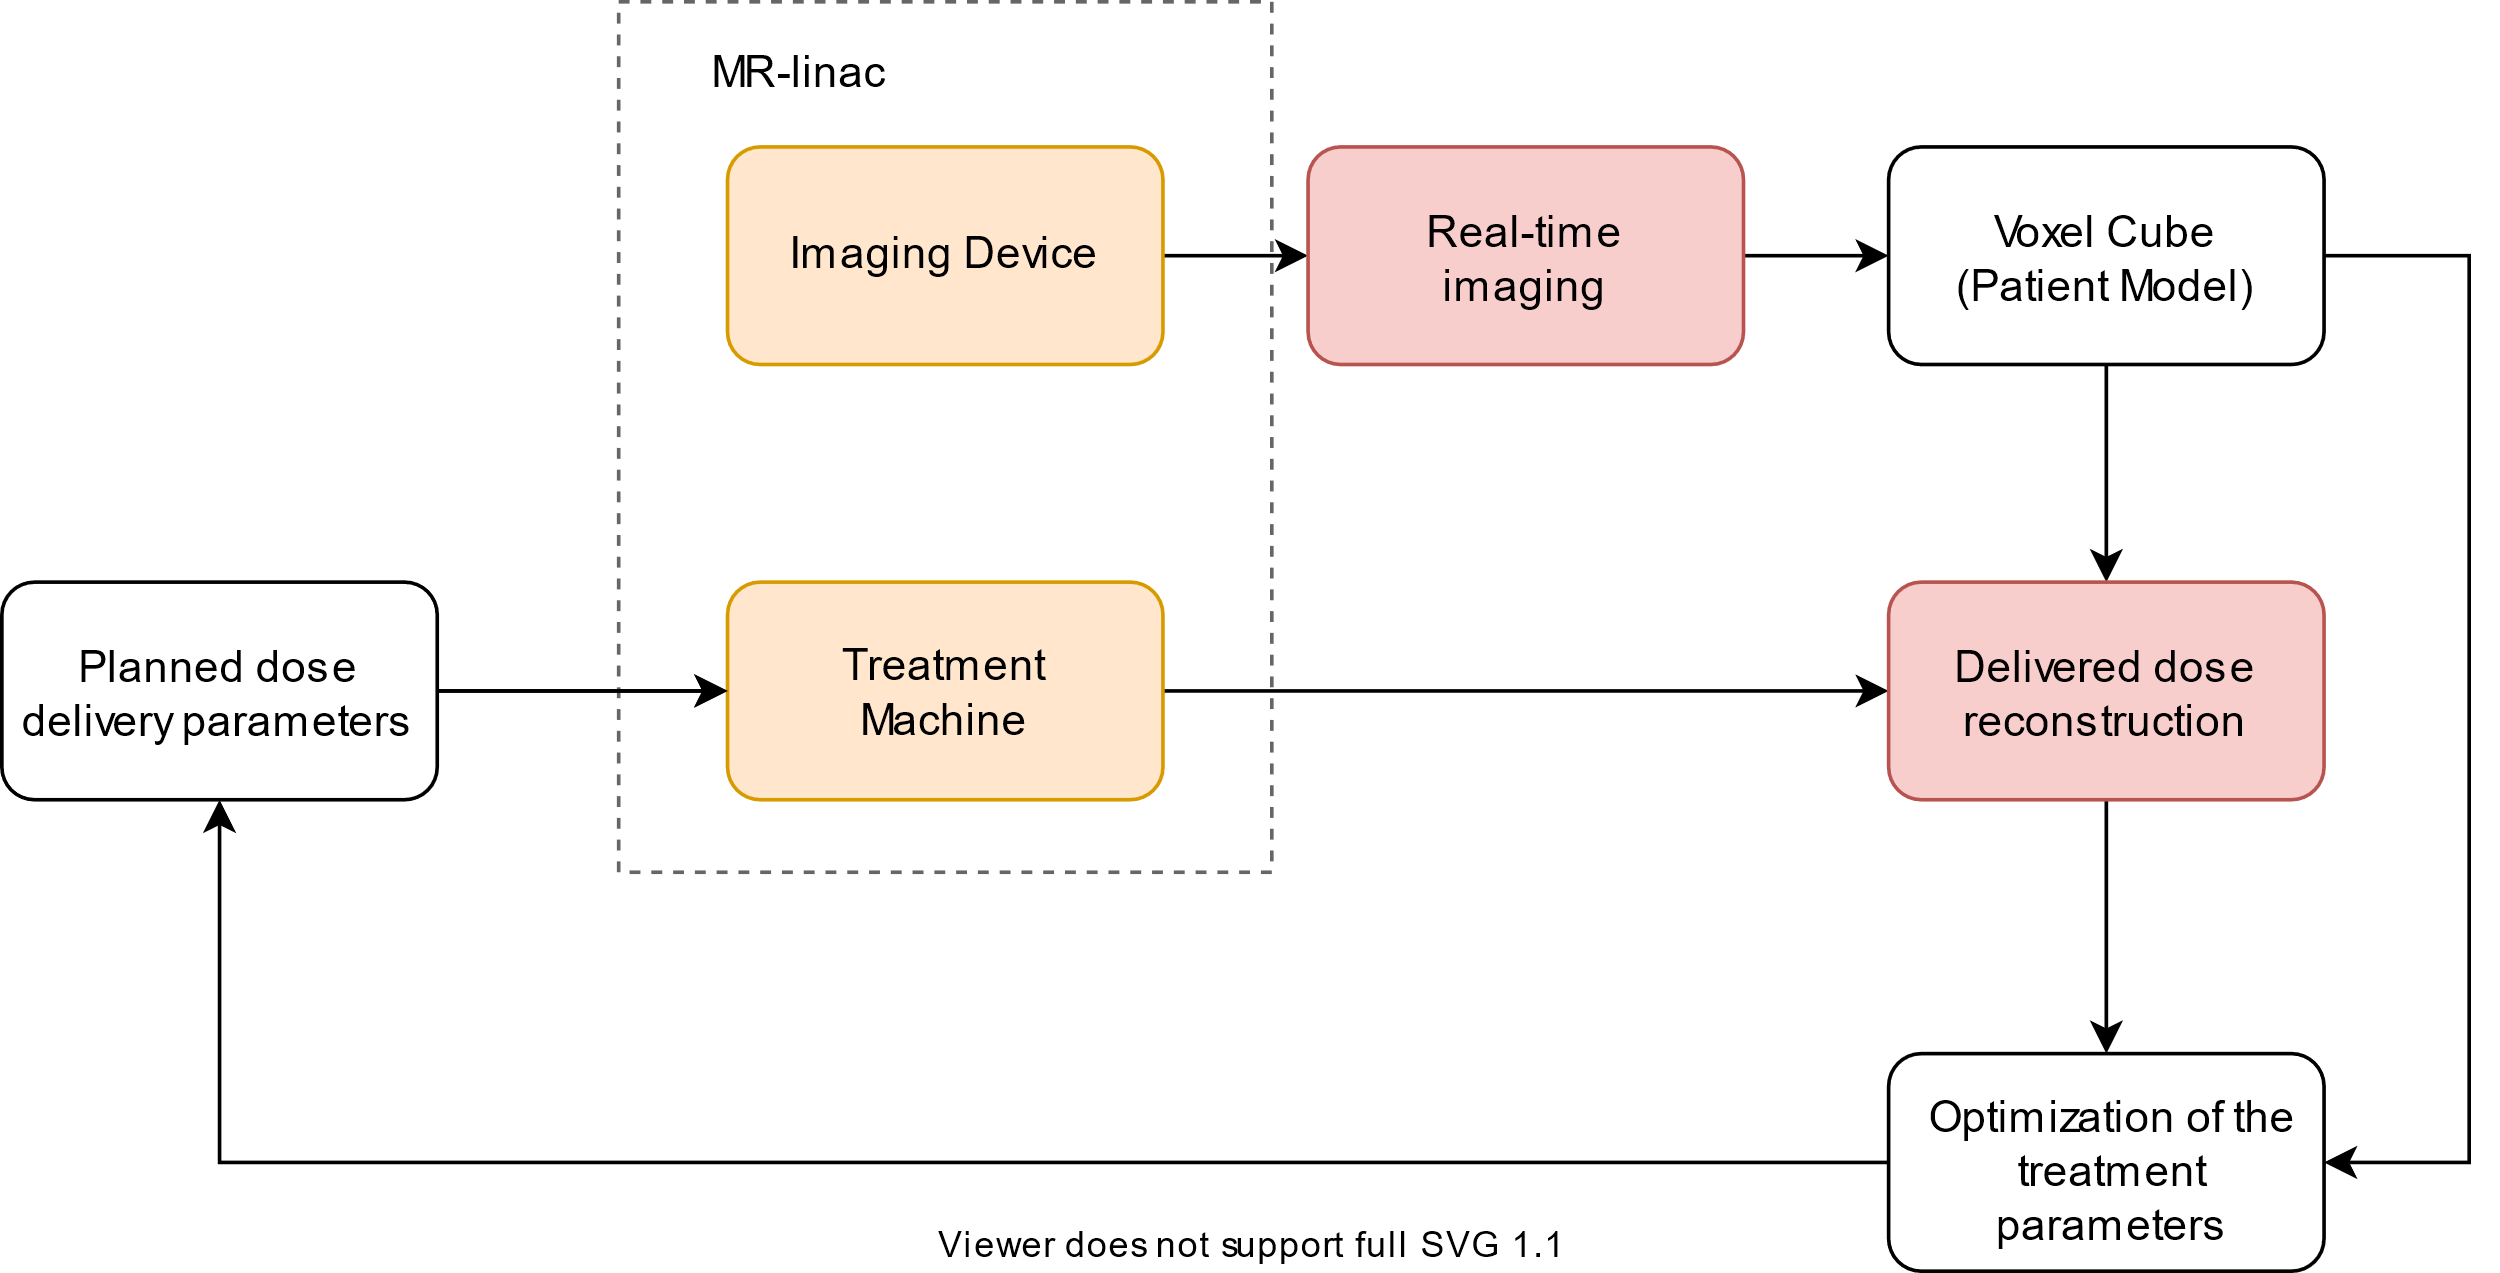 MR-linac
Imaging Device
Real-time
imaging
Voxel Cube
(Patient Model)
Planned dose
delivery parameters
Treatment
Machine
Delivered dose
reconstruction
Optimization of the
treatment
parameters
Viewer does not support full SVG 1.1